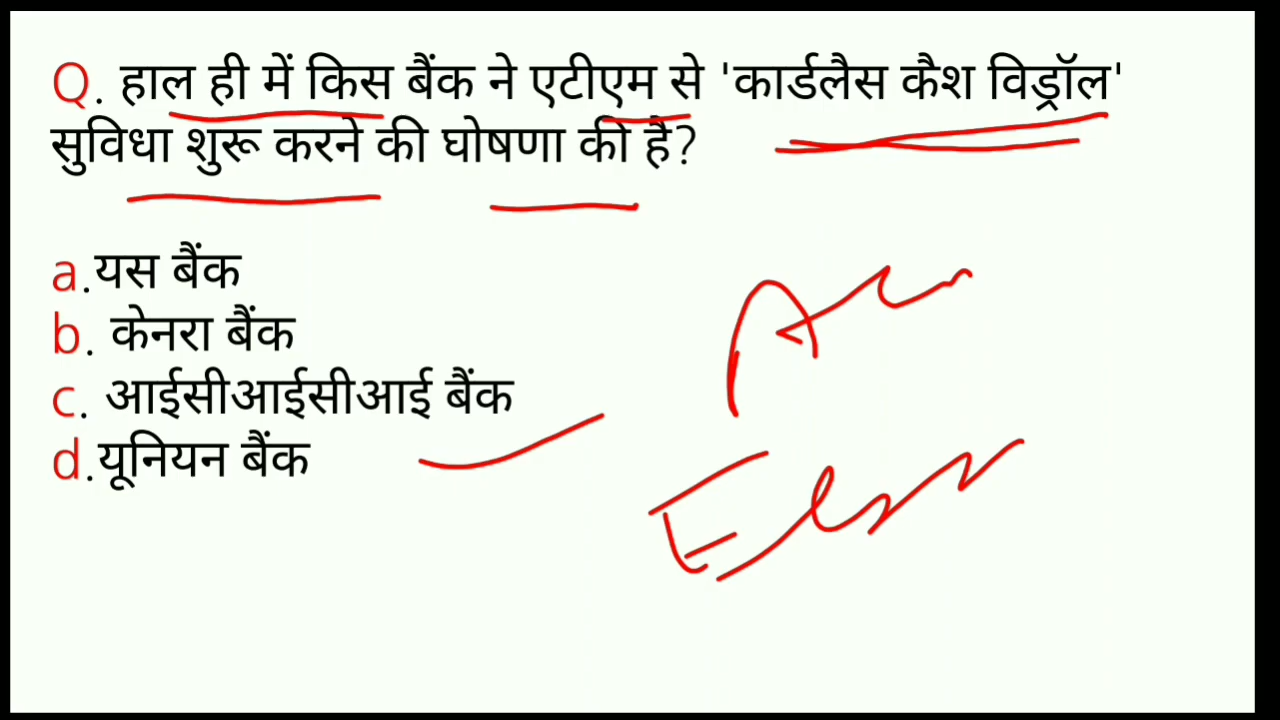 Q. हाल ही में किस बैंक ने एटीएम से 'कार्डलैस कैश विड्रॉल'
सुविधा शुरू करने की घोषणा की है?
a.यस बैंक
b. केनरा बैंक
c. आईसीआईसीआई बैंक
d.यूनियन बैंक